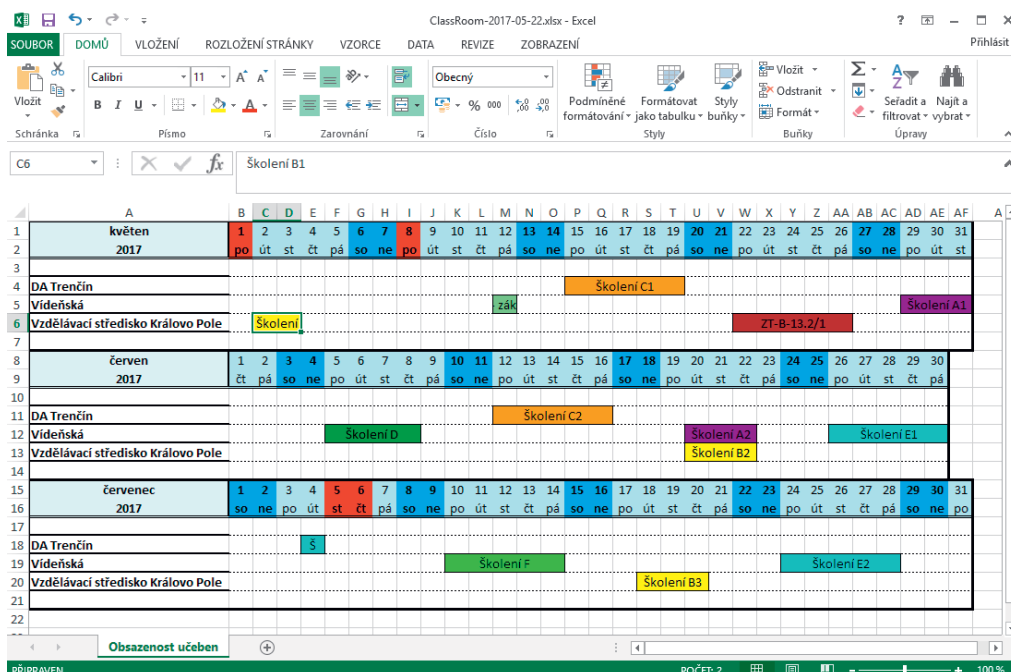 ClassRoom-2017-05-22.xlsx - Excel
SOUBOR DOMŮ VLOŽENÍ ROZLOŽENÍ STRÁNKY VZORCE DATA REVIZE ZOBRAZENÍ Přihlásit
Calibri 11 Obecný Vložit
Vložit B I U % 000 Podmíněné Formátovat Styly Odstranit Seřadit a Najít a
formátování jako tabulku buňky Formát filtrovat vybrat
Schránka Písmo Zarovnání Číslo Styly Buňky Úpravy
C6 fx Školení B1
A B C D E F G H I J K L M N O P Q R S T U V W X Y Z AA AB AC AD AE AF A
1 květen 1 2 3 4 5 6 7 8 9 10 11 12 13 14 15 16 17 18 19 20 21 22 23 24 25 26 27 28 29 30 31
2 2017 po út st čt pá so ne po út st čt pá so ne po út st čt pá so ne po út st čt pá so ne po út st
3
4 DA Trenčín Školení C1
5 Vídeňská zák Školení A1
6 Vzdělávací středisko Královo Pole Školení ZT-B-13.2/1
7
8 červen 1 2 3 4 5 6 7 8 9 10 11 12 13 14 15 16 17 18 19 20 21 22 23 24 25 26 27 28 29 30
9 2017 čt pá so ne po út st čt pá so ne po út st čt pá so ne po út st čt pá so ne po út st čt pá
10
11 DA Trenčín Školení C2
12 Vídeňská Školení D Školení A2 Školení E1
13 Vzdělávací středisko Královo Pole Školení B2
14
15 červenec 1 2 3 4 5 6 7 8 9 10 11 12 13 14 15 16 17 18 19 20 21 22 23 24 25 26 27 28 29 30 31
16 2017 so ne po út st čt pá so ne po út st čt pá so ne po út st čt pá so ne po út st čt pá so ne po
17
18 DA Trenčín Š
19 Vídeňská Školení F Školení E2
20 Vzdělávací středisko Královo Pole Školení B3
21
22
Obsazenost učeben
PŘIPRAVEN POČET: 2 100 %